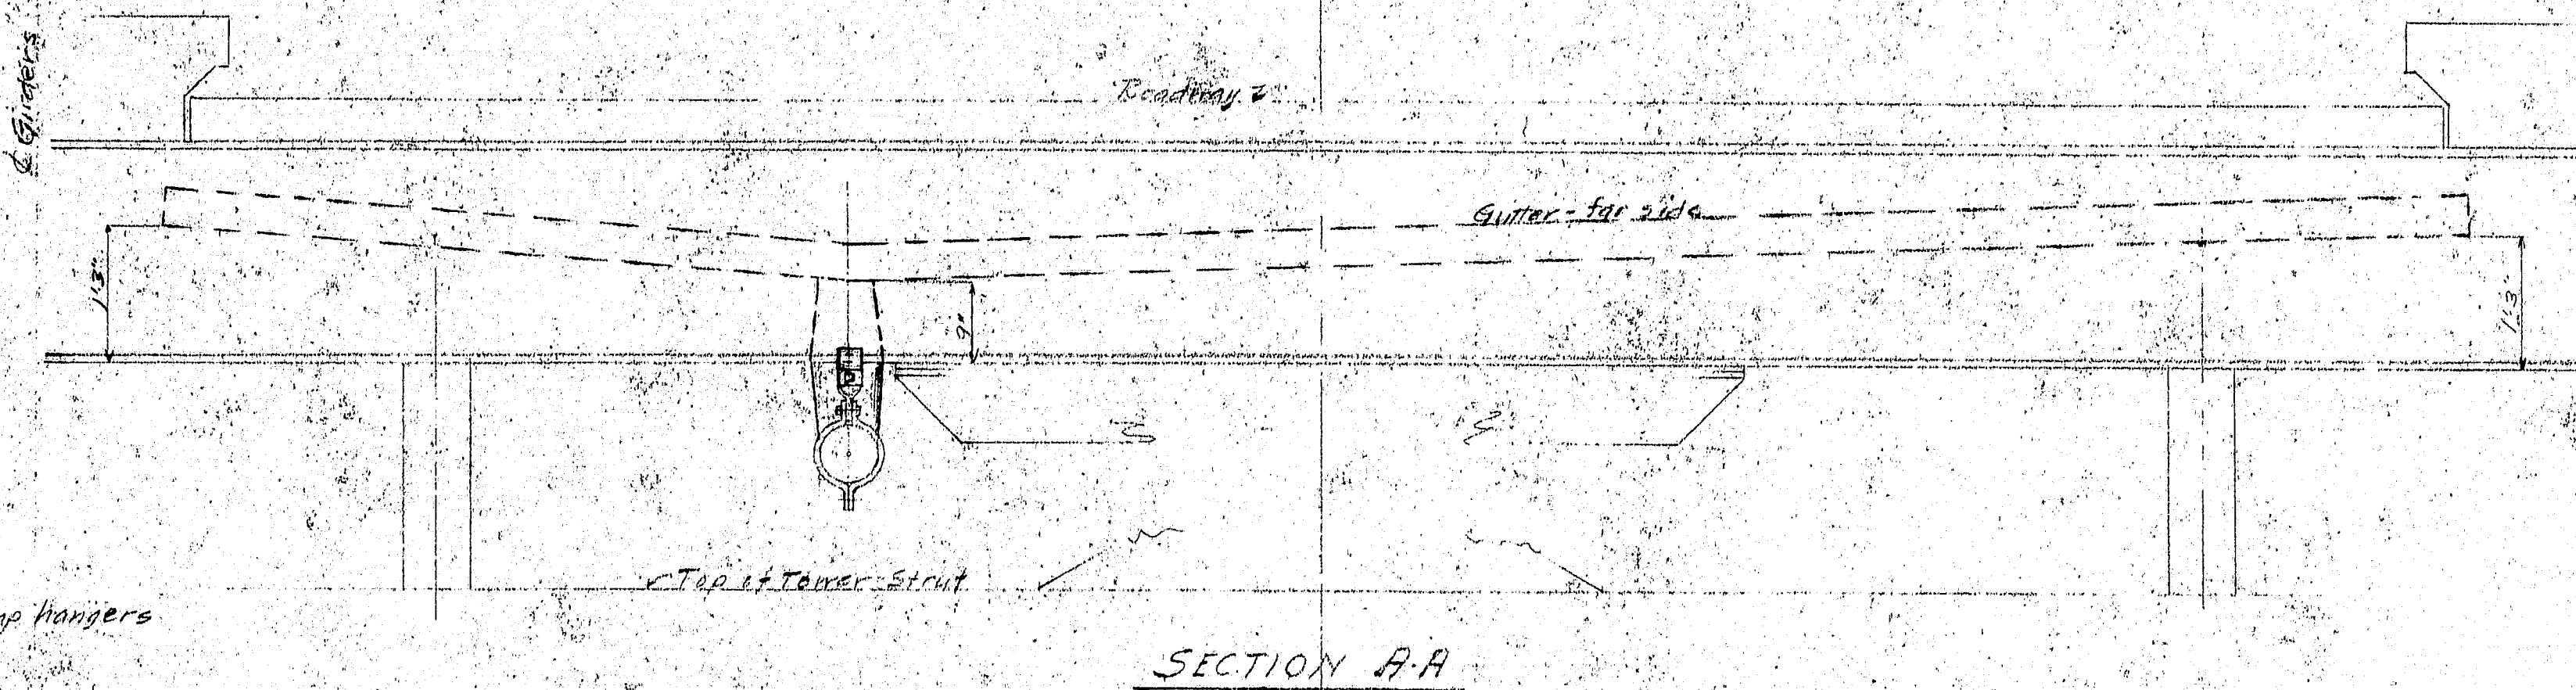 ℄ Girders
Roadway
Gutter - far side
1'-3"
9"
1'-3"
Top of Tower Strut
hangers
SECTION A-A